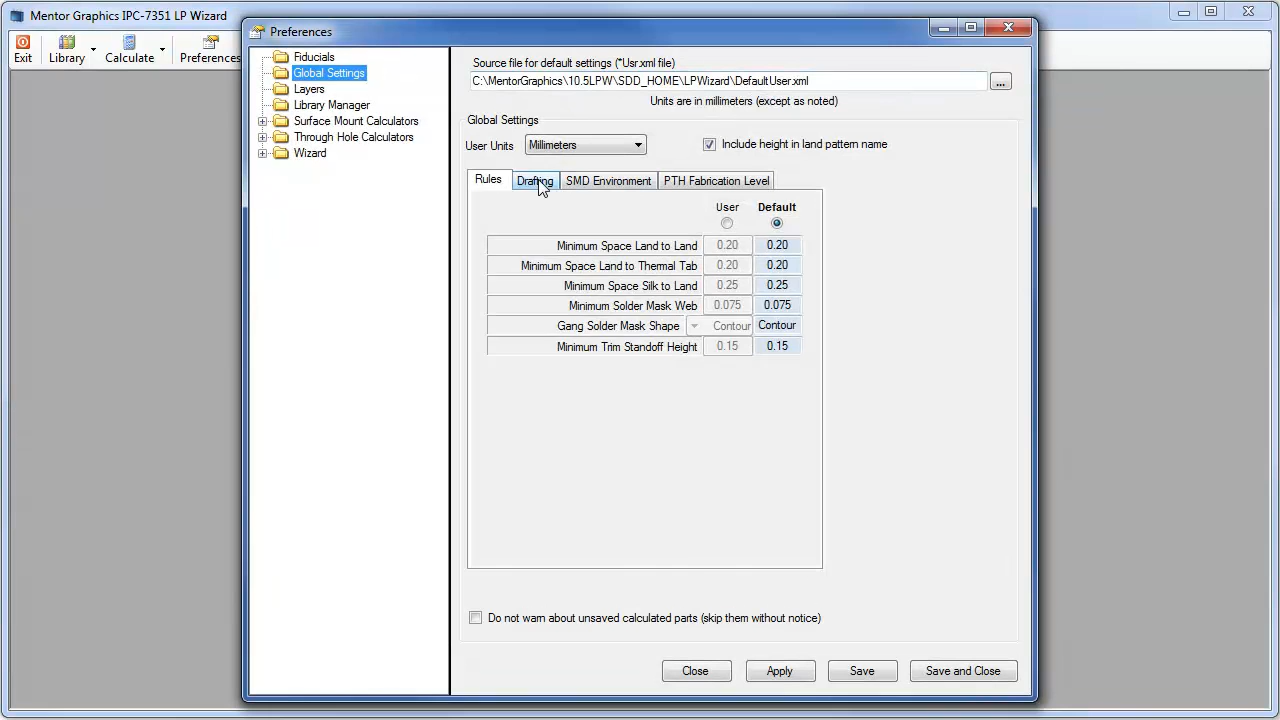 Mentor Graphics IPC-7351 LP Wizard
Exit
Library
Calculate
Preferences
Preferences
Fiducials
Global Settings
Layers
Library Manager
Surface Mount Calculators
Through Hole Calculators
Wizard
Source file for default settings (*Usr.xml file)
C:\MentorGraphics\10.5LPW\SDD_HOME\LPWizard\DefaultUser.xml
...
Units are in millimeters (except as noted)
Global Settings
User Units Millimeters
Include height in land pattern name
Rules Drafting SMD Environment PTH Fabrication Level
User Default
Minimum Space Land to Land 0.20 0.20
Minimum Space Land to Thermal Tab 0.20 0.20
Minimum Space Silk to Land 0.25 0.25
Minimum Solder Mask Web 0.075 0.075
Gang Solder Mask Shape Contour Contour
Minimum Trim Standoff Height 0.15 0.15
Do not warn about unsaved calculated parts (skip them without notice)
Close Apply Save Save and Close